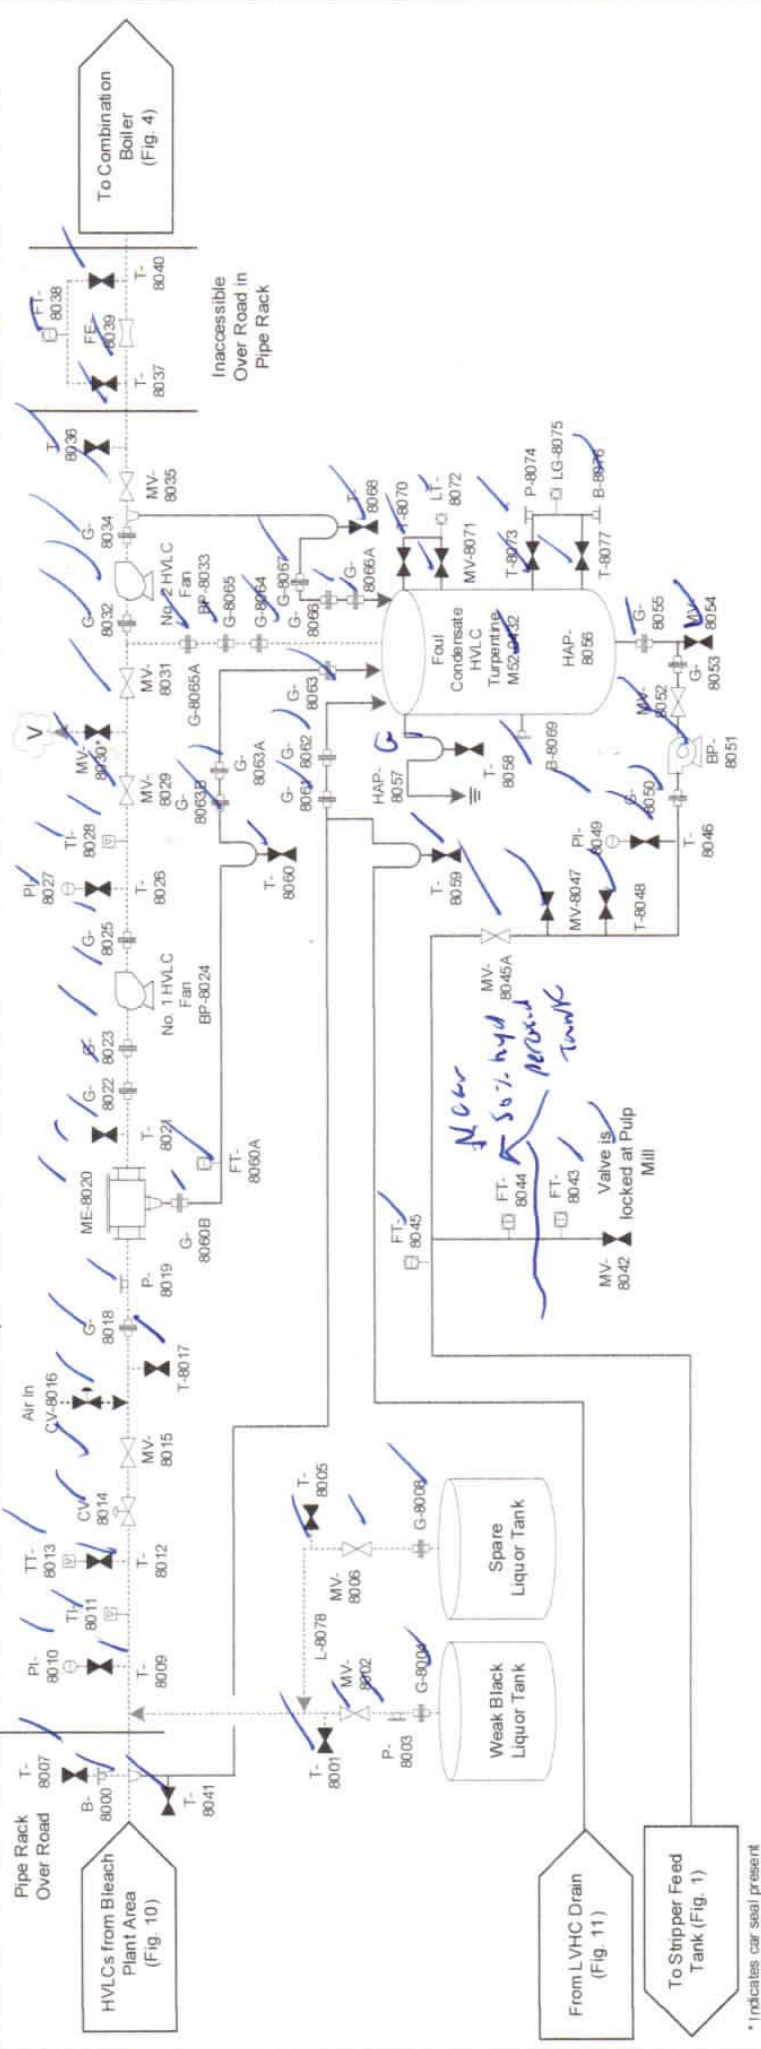 Pipe Rack
Over Road
HVLCs from Bleach
Plant Area
(Fig. 10)
T-
8007
B-
8000
T-
8041
PI-
8010
T-
8009
TI-
8011
TT-
8013
T-
8012
CV
8014
MV-
8015
Air In
CV-8016
T-8017
G-
8018
P-
8019
ME-8020
T-
8021
G-
8022
G-
8023
No. 1 HVLC
Fan
BP-8024
G-
8025
PI-
8027
T-
8026
TI-
8028
MV-
8029
V
MV-
8030*
MV-
8031
G-
8032
No. 2 HVLC
Fan
BP-8033
G-
8034
MV-
8035
T-
8036
T-
8037
FT-
8038
FE-
8039
T-
8040
Inaccessible
Over Road in
Pipe Rack
To Combination
Boiler
(Fig. 4)
G-
8060B
FT-
8060A
T-
8060
G-
8063B
G-
8063A
G-
8063
G-8065A
G-8065
G-8064
G-8067
G-
8066
G-
8066A
T-
8068
T-8070
LT-
8072
MV-8071
T-8073
P-8074
LG-8075
B-8076
T-8077
Foul
Condensate
HVLC
Turpentine
HAP-
8056
G-
8061
G-
8062
HAP-
8057
G
T-
8058
B-8069
T-
8059
G-
8055
MV-
8054
G-
8053
MV-
8052
BP-
8051
G-
8050
PI-
8049
T-
8046
MV-8047
T-8048
MV-
8045A
Near
50% hyd
peroxid
Tank
FT-
8045
FT-
8044
FT-
8043
MV-
8042
Valve is
locked at Pulp
Mill
T-
8001
MV-
8002
P-
8003
G-8004
Weak Black
Liquor Tank
L-8078
T-
8005
MV-
8006
G-8008
Spare
Liquor Tank
From LVHC Drain
(Fig. 11)
To Stripper Feed
Tank (Fig. 1)
* Indicates car seal present